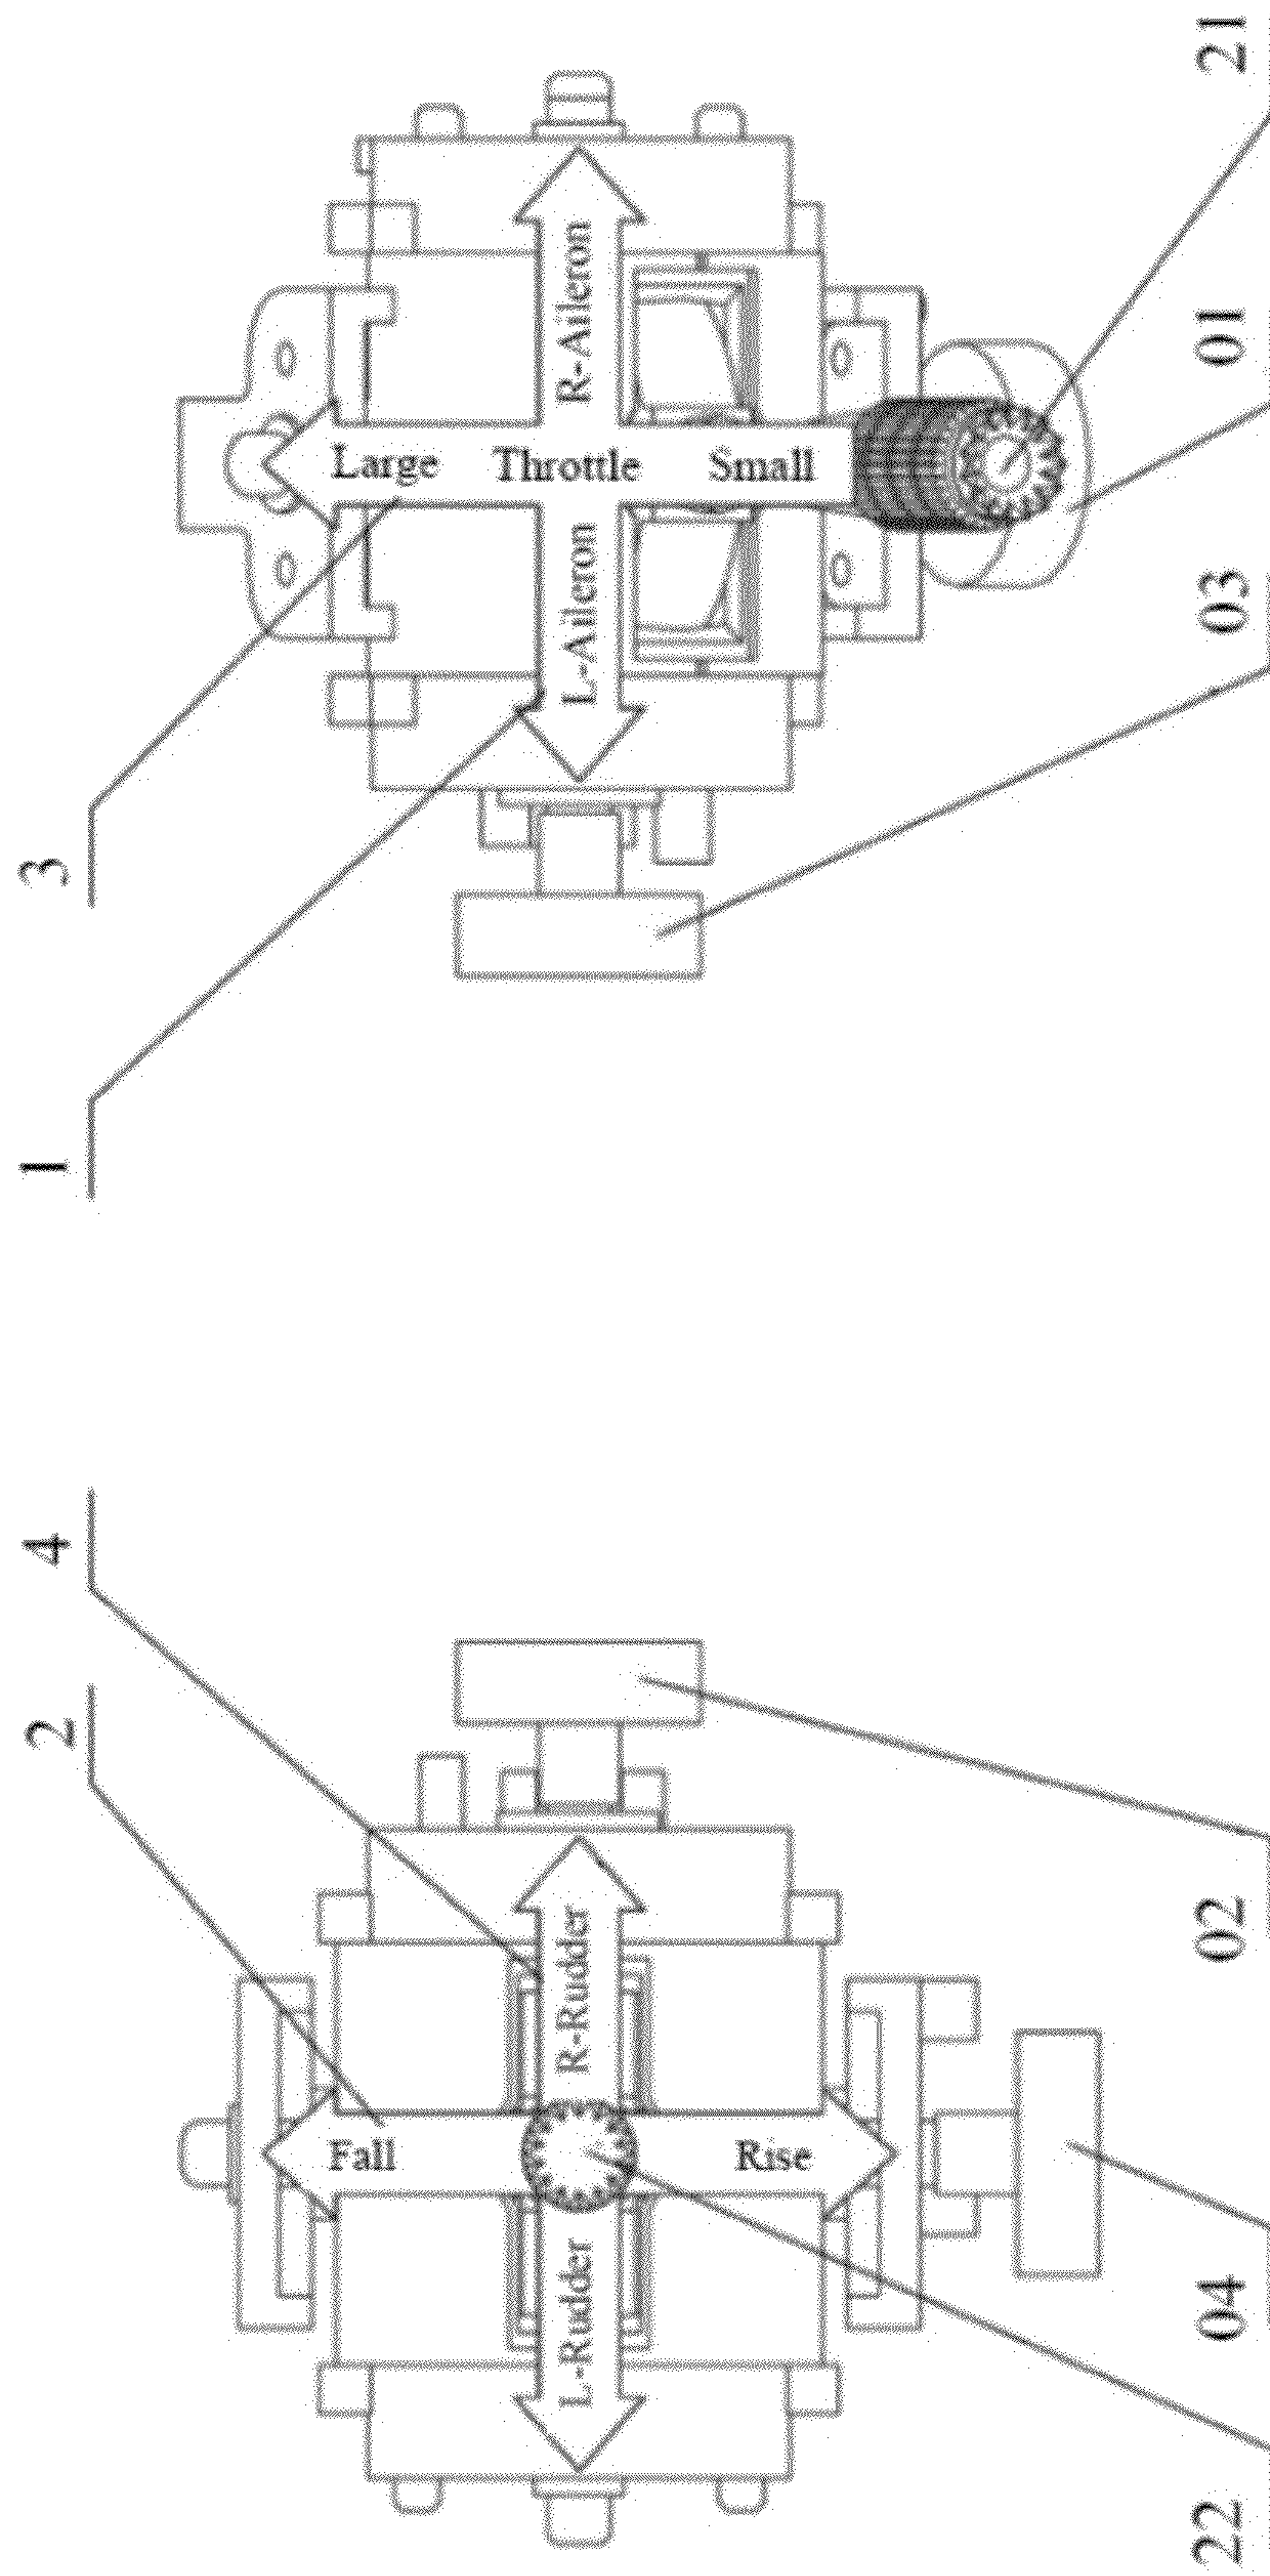 3
1
Large Throttle Small
R-Aileron
L-Aileron
21
01
03
4
2
Fall
Rise
R-Rudder
L-Rudder
02
04
22